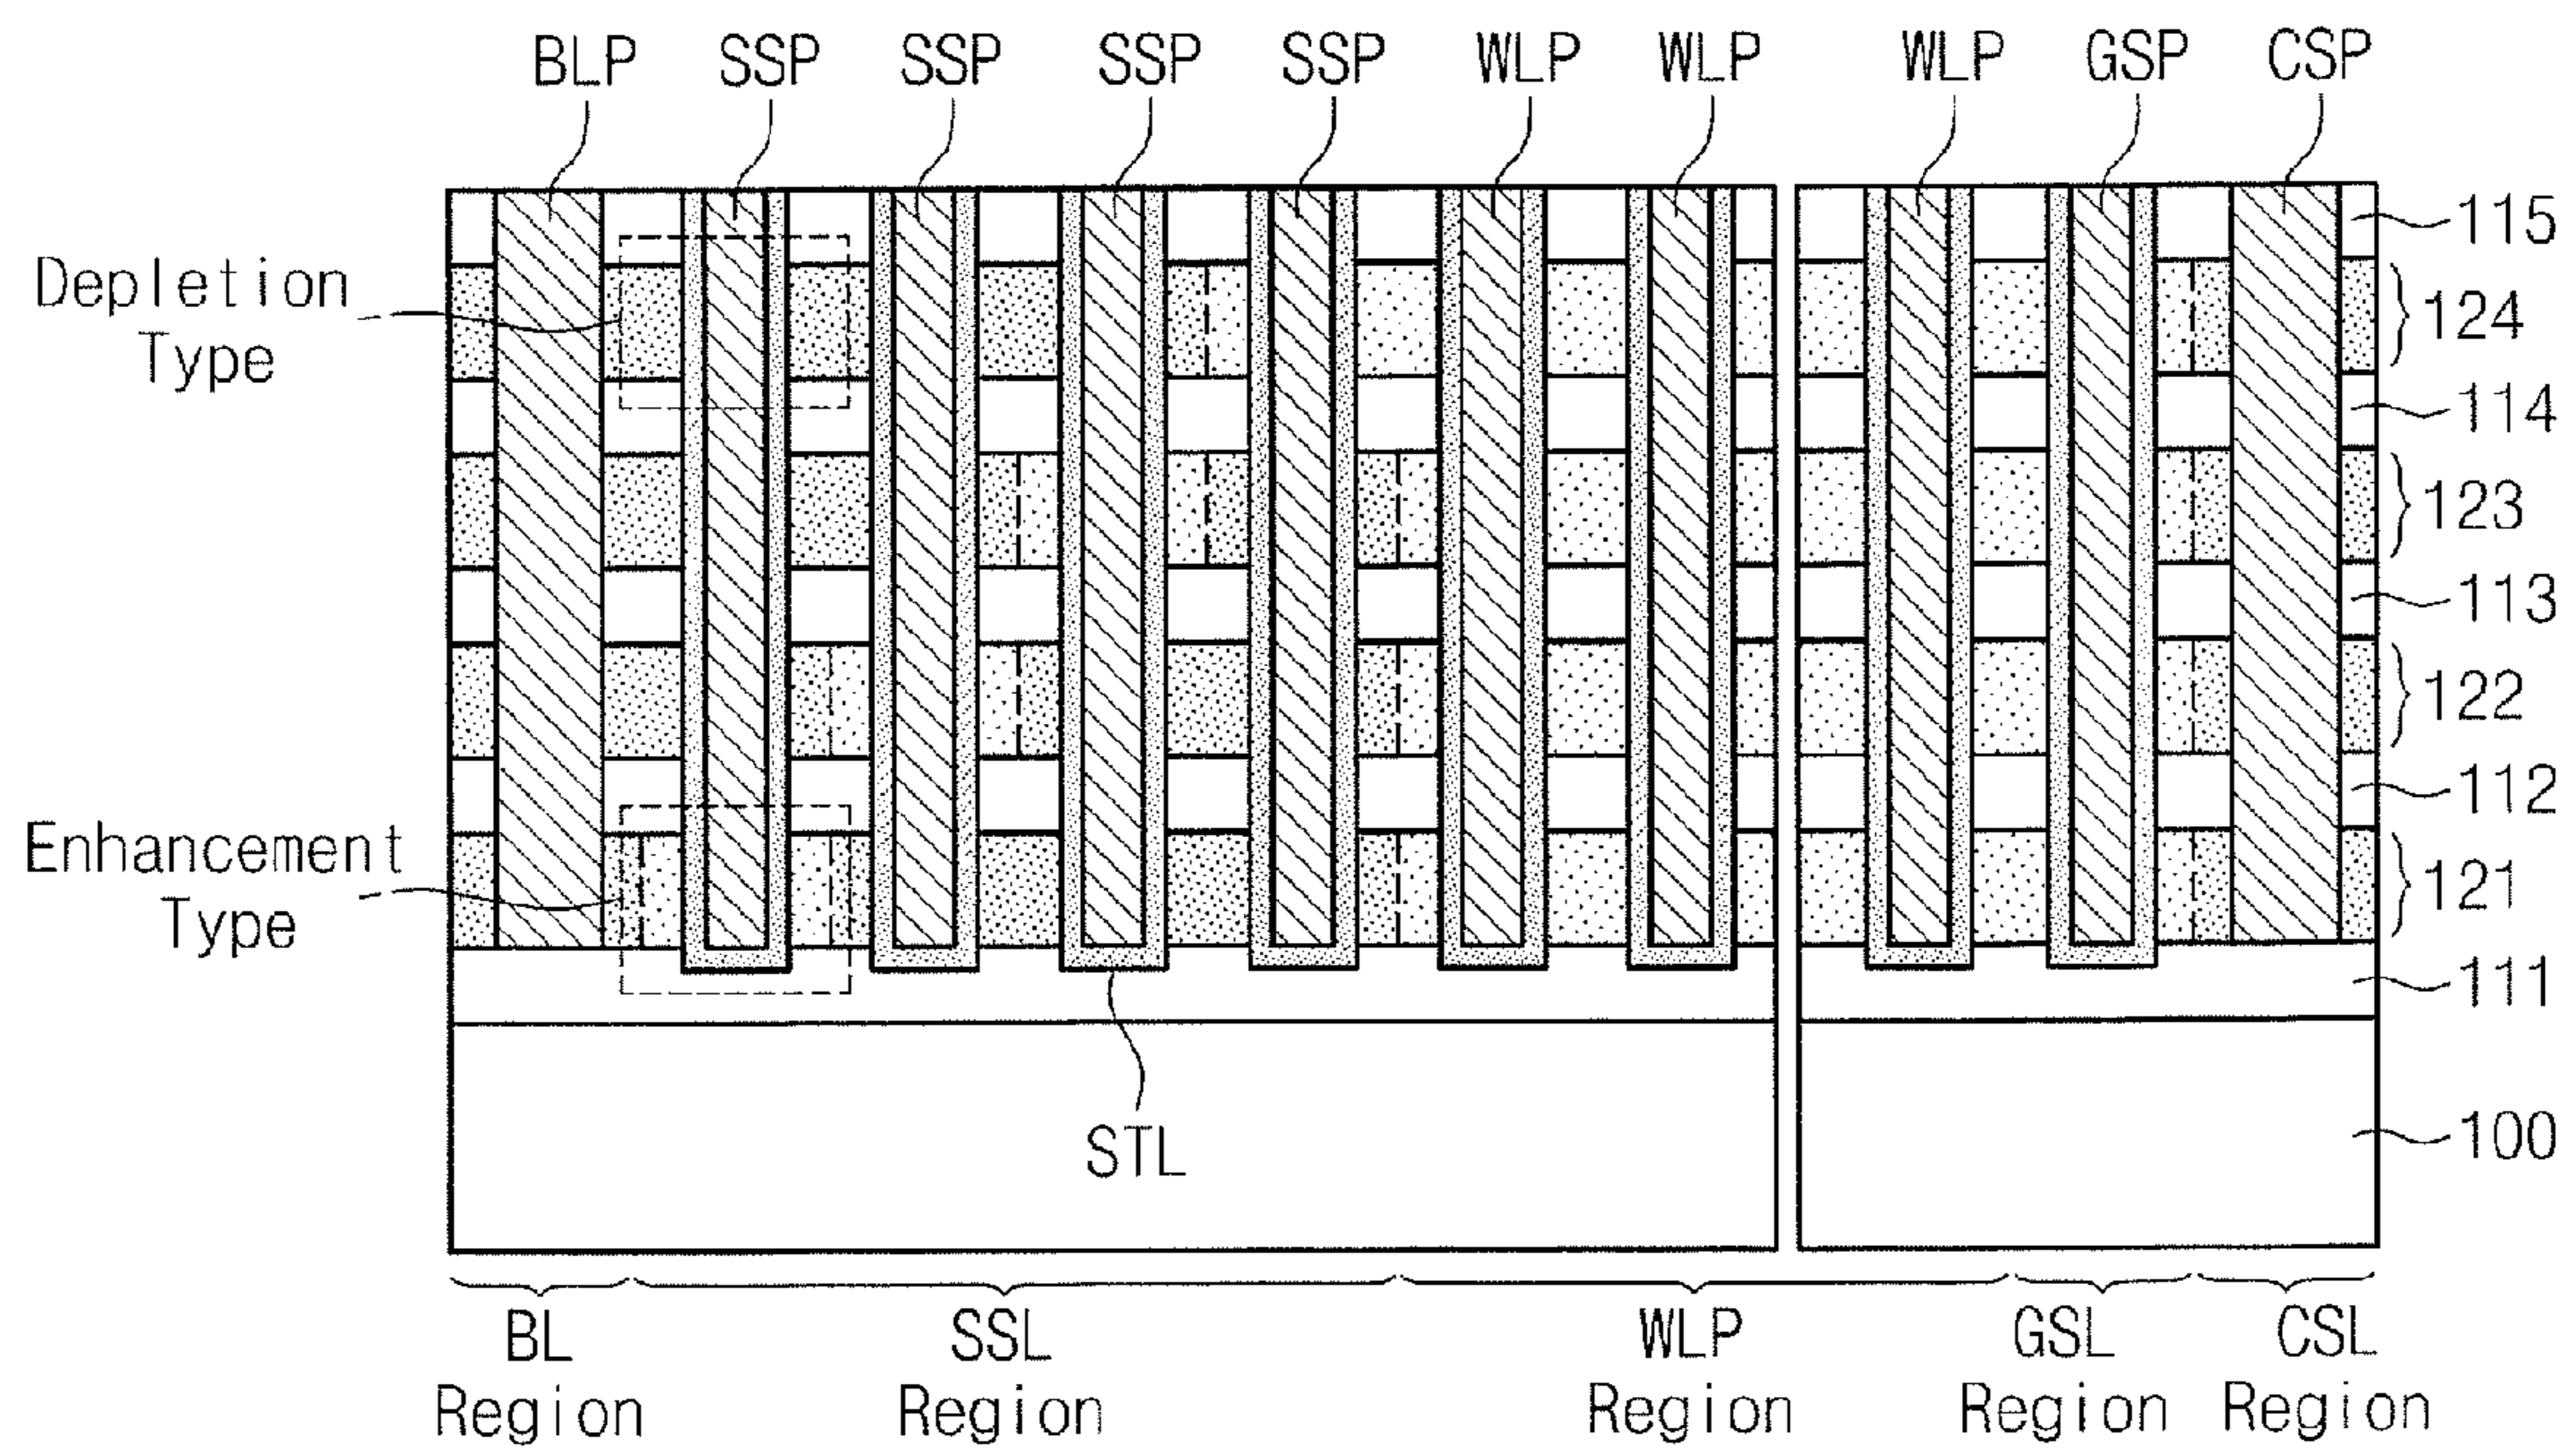 BLP SSP SSP SSP SSP WLP WLP WLP GSP CSP
115
Depletion
Type
124
114
123
113
122
112
Enhancement
Type
121
111
100
STL
BL SSL WLP GSL CSL
Region Region Region Region Region